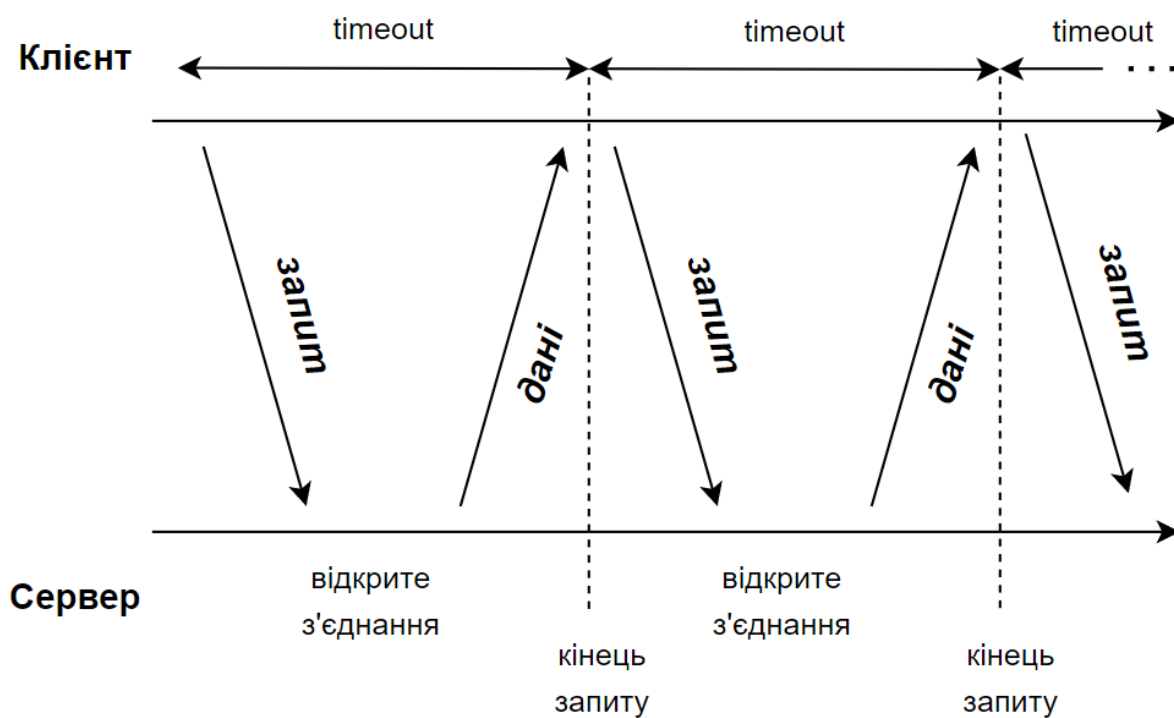 timeout
timeout
timeout
Клієнт
. . .
запит
дані
запит
дані
запит
Сервер
відкрите
з'єднання
відкрите
з'єднання
кінець
запиту
кінець
запиту